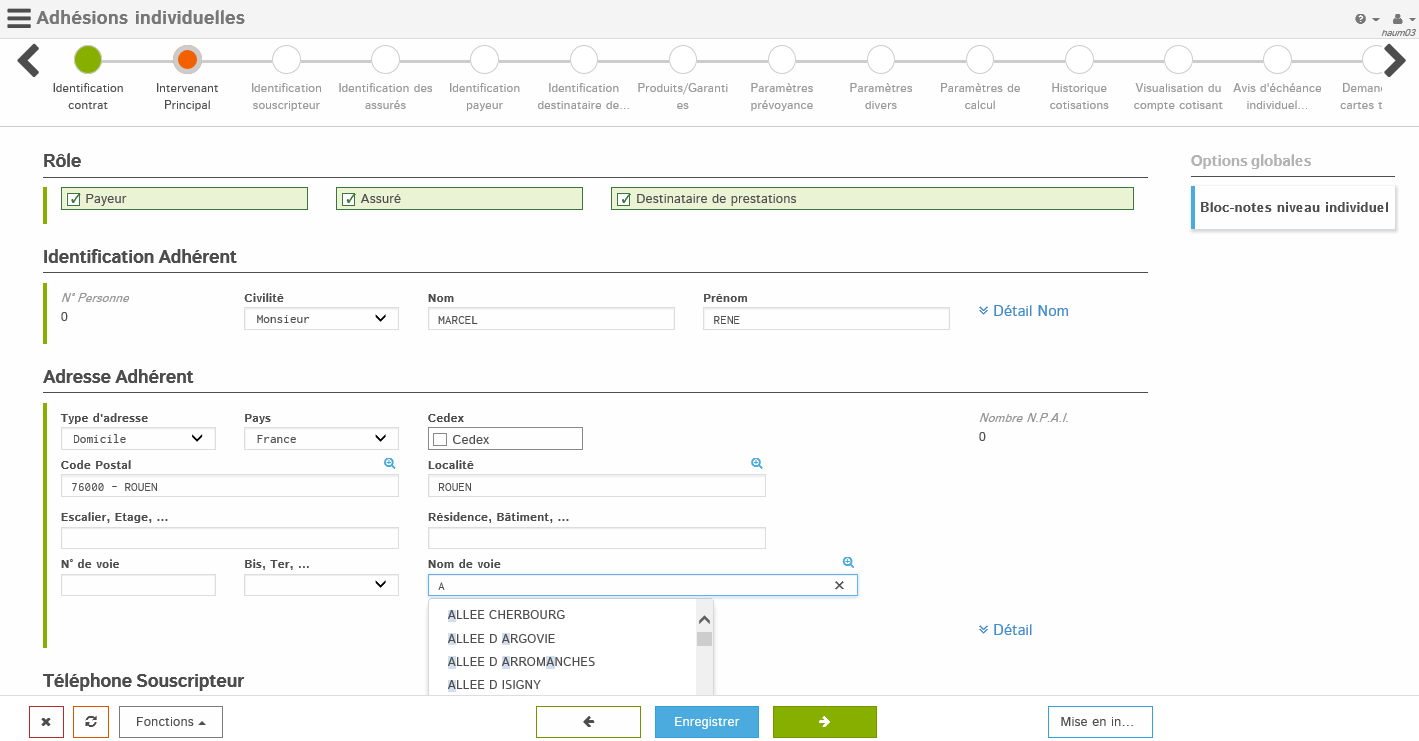 Adhésions individuelles
haum03
Identification contrat
Intervenant Principal
Identification souscripteur
Identification des assurés
Identification payeur
Identification destinataire de...
Produits/Garanti es
Paramètres prévoyance
Paramètres divers
Paramètres de calcul
Historique cotisations
Visualisation du compte cotisant
Avis d'échéance individuel...
Deman cartes t
Rôle
Options globales
Payeur
Assuré
Destinataire de prestations
Bloc-notes niveau individuel
Identification Adhérent
N° Personne
Civilité
Nom
Prénom
0
Monsieur
MARCEL
RENE
Détail Nom
Adresse Adhérent
Type d'adresse
Pays
Cedex
Nombre N.P.A.I.
Domicile
France
Cedex
0
Code Postal
Localité
76000 - ROUEN
ROUEN
Escalier, Etage, ...
Résidence, Bâtiment, ...
N° de voie
Bis, Ter, ...
Nom de voie
A
ALLEE CHERBOURG
ALLEE D ARGOVIE
ALLEE D ARROMANCHES
ALLEE D ISIGNY
Détail
Téléphone Souscripteur
Fonctions
Enregistrer
Mise en in...